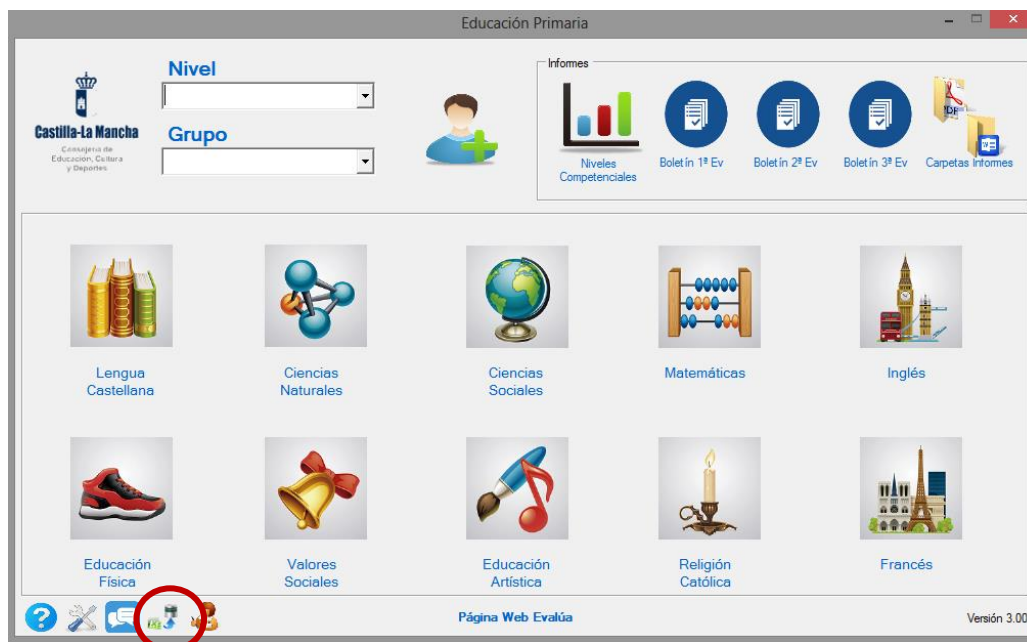 Educación Primaria
Nivel
Grupo
Castilla-La Mancha
Consejería de
Educación, Cultura
y Deportes
Informes
Niveles
Competenciales
Boletín 1ª Ev
Boletín 2ª Ev
Boletín 3ª Ev
PDF
Carpetas Informes
Lengua
Castellana
Ciencias
Naturales
Ciencias
Sociales
Matemáticas
Inglés
Educación
Física
Valores
Sociales
Educación
Artística
Religión
Católica
Francés
Página Web Evalúa
Versión 3.00